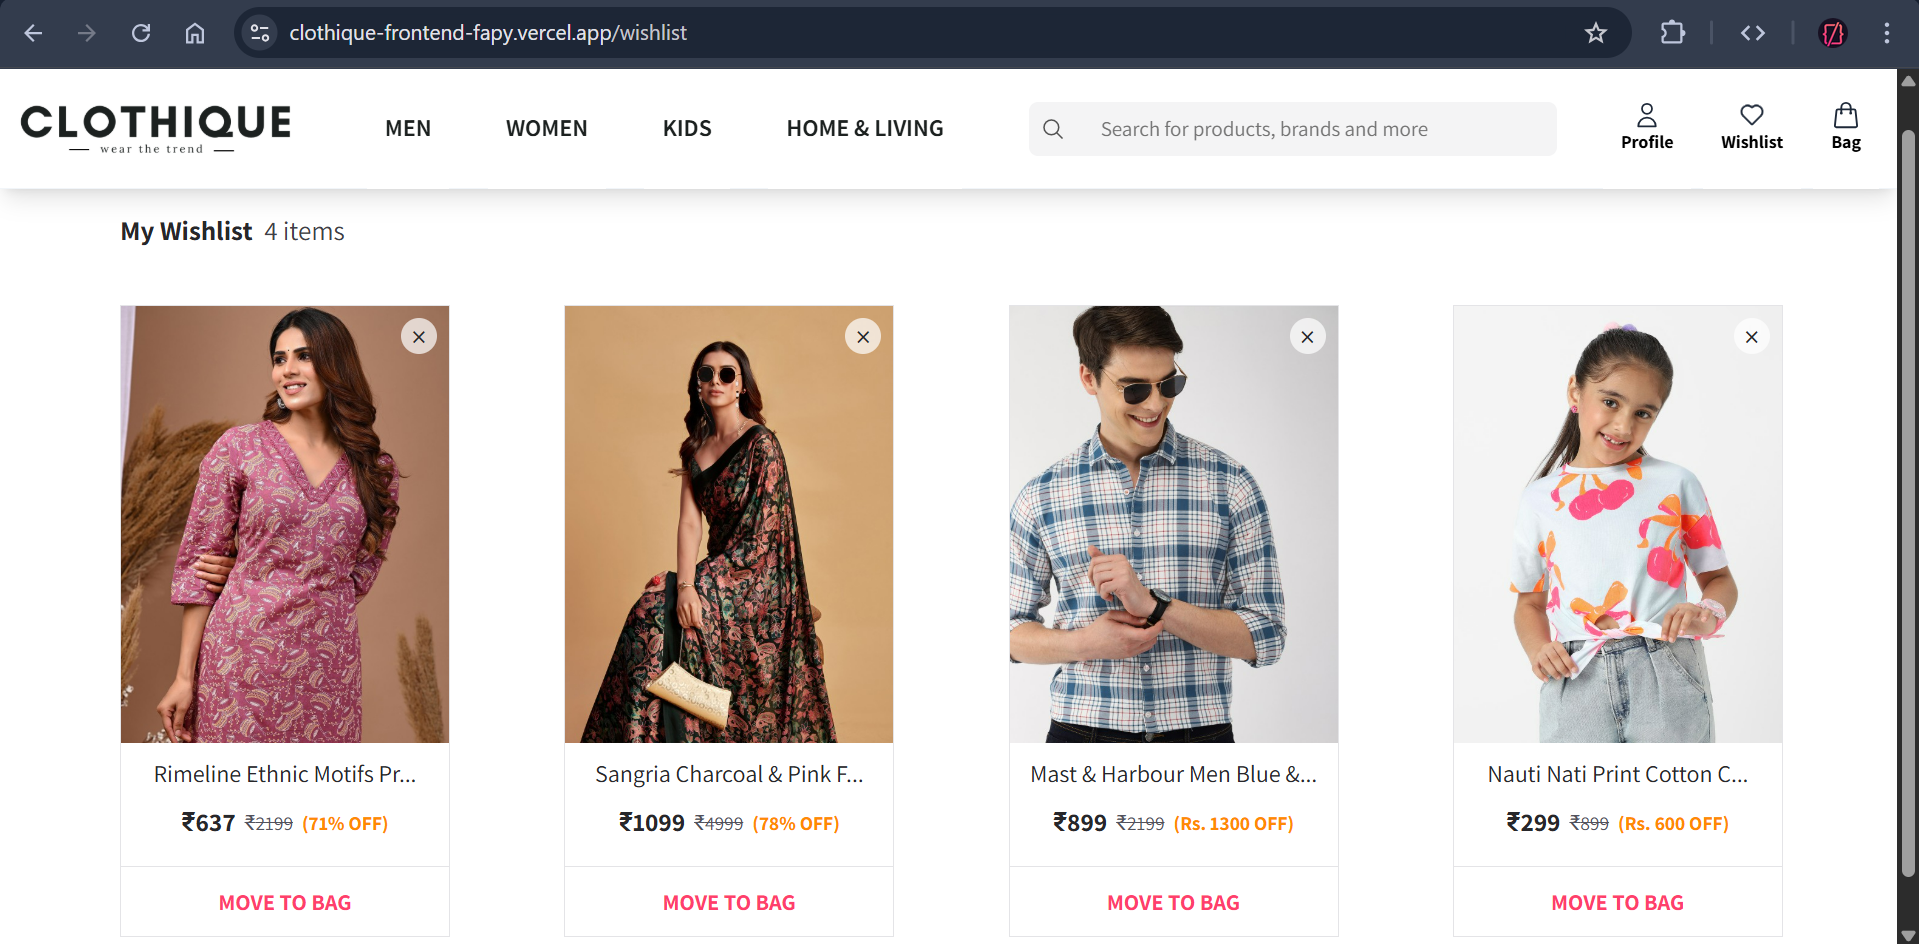 clothique-frontend-fapy.vercel.app/wishlist
CLOTHIQUE
wear the trend
MEN
WOMEN
KIDS
HOME & LIVING
Search for products, brands and more
Profile
Wishlist
Bag
My Wishlist 4 items
Rimeline Ethnic Motifs Pr...
₹637 ₹2199 (71% OFF)
MOVE TO BAG
Sangria Charcoal & Pink F...
₹1099 ₹4999 (78% OFF)
MOVE TO BAG
Mast & Harbour Men Blue &...
₹899 ₹2199 (Rs. 1300 OFF)
MOVE TO BAG
Nauti Nati Print Cotton C...
₹299 ₹899 (Rs. 600 OFF)
MOVE TO BAG